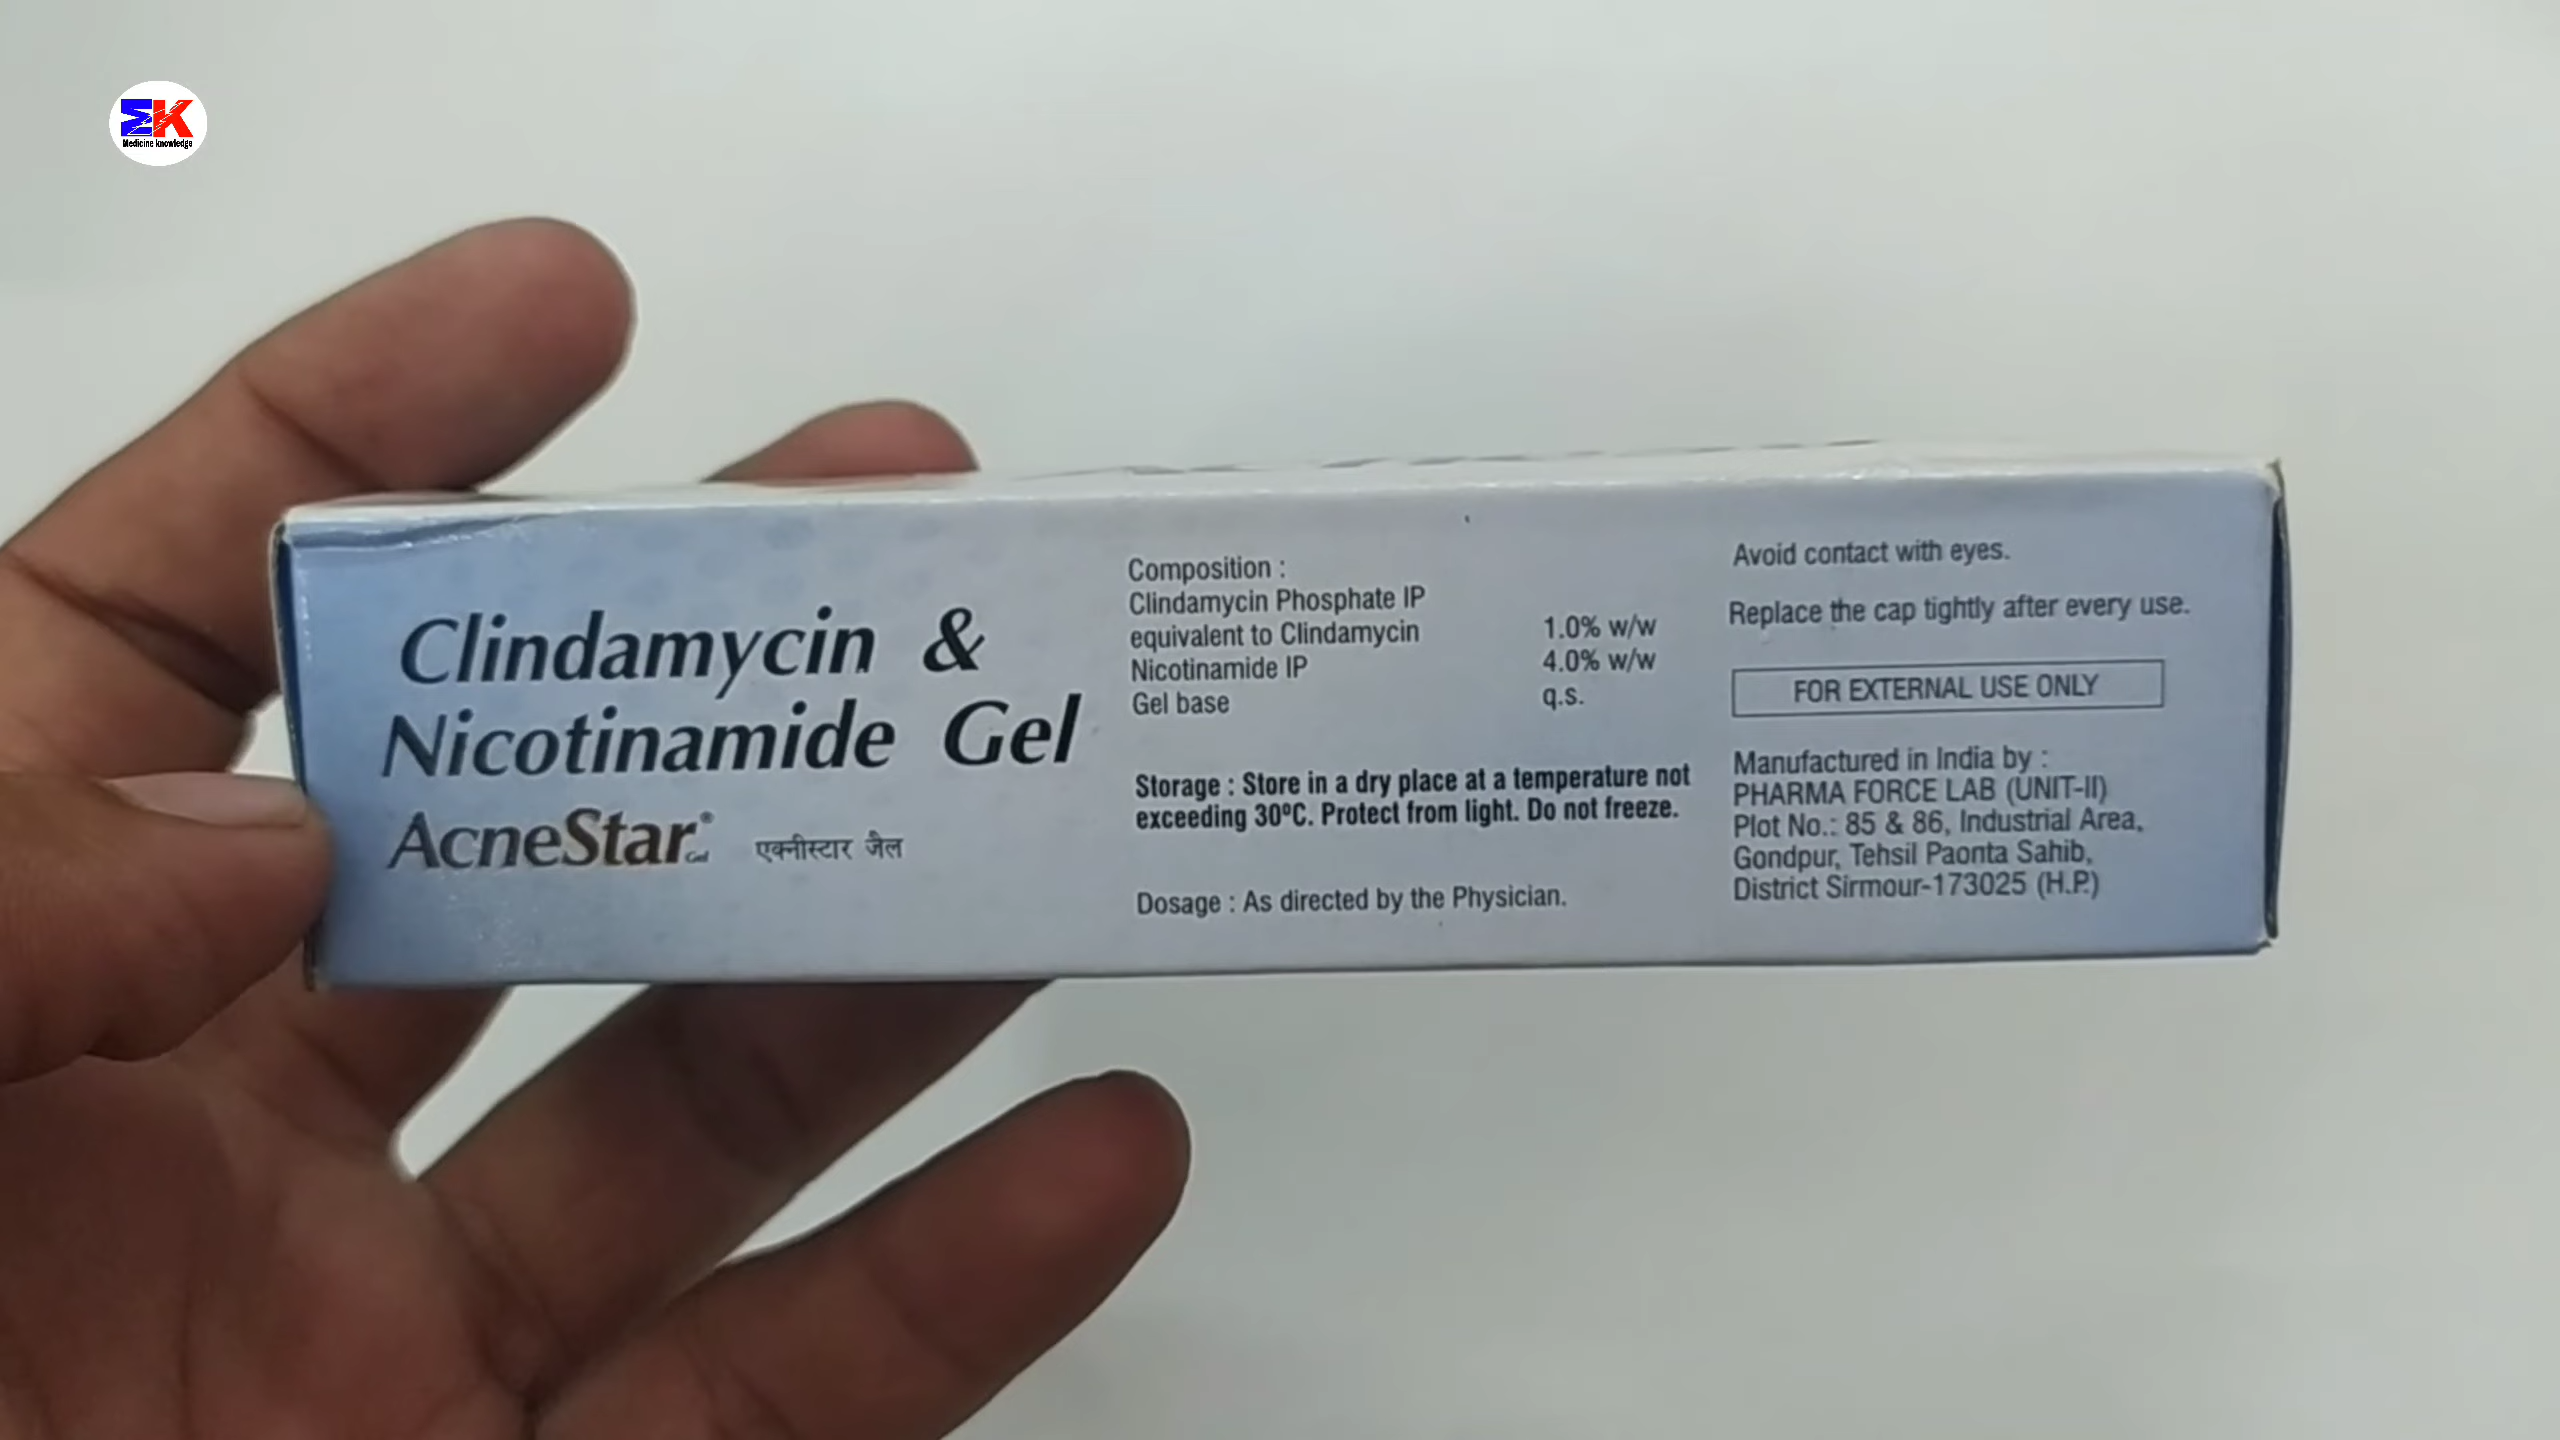 MK
Medicine knowledge
Clindamycin &
Nicotinamide Gel
AcneStar® Gel एक्नीस्टार जैल
Composition :
Clindamycin Phosphate IP
equivalent to Clindamycin 1.0% w/w
Nicotinamide IP 4.0% w/w
Gel base q.s.
Storage : Store in a dry place at a temperature not
exceeding 30ºC. Protect from light. Do not freeze.
Dosage : As directed by the Physician.
Avoid contact with eyes.
Replace the cap tightly after every use.
FOR EXTERNAL USE ONLY
Manufactured in India by :
PHARMA FORCE LAB (UNIT-II)
Plot No.: 85 & 86, Industrial Area,
Gondpur, Tehsil Paonta Sahib,
District Sirmour-173025 (H.P.)